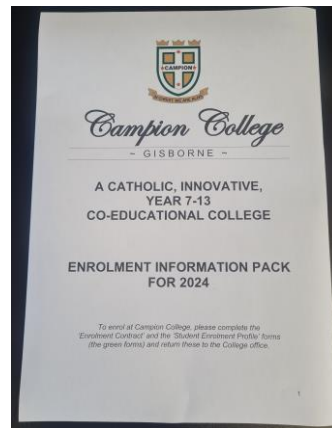 CAMPION
Campion College
~ GISBORNE ~
A CATHOLIC, INNOVATIVE,
YEAR 7-13
CO-EDUCATIONAL COLLEGE
ENROLMENT INFORMATION PACK
FOR 2024
To enrol at Campion College, please complete the
'Enrolment Contract' and the 'Student Enrolment Profile' forms
(the green forms) and return these to the College office.
1